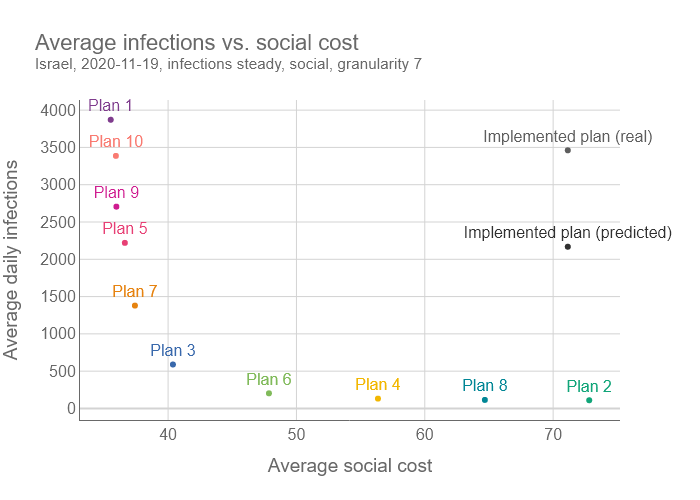 Average infections vs. social cost
Israel, 2020-11-19, infections steady, social, granularity 7
Average daily infections
4000
3500
3000
2500
2000
1500
1000
500
0
Plan 1
Plan 10
Implemented plan (real)
Plan 9
Plan 5
Implemented plan (predicted)
Plan 7
Plan 3
Plan 6
Plan 4
Plan 8
Plan 2
40
50
60
70
Average social cost